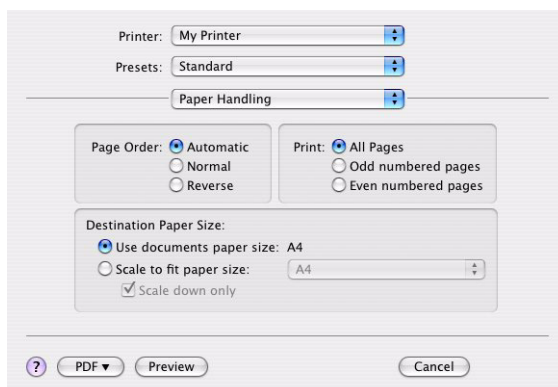 Printer: My Printer
Presets: Standard
Paper Handling
Page Order: Automatic
Normal
Reverse
Print: All Pages
Odd numbered pages
Even numbered pages
Destination Paper Size:
Use documents paper size: A4
Scale to fit paper size: A4
Scale down only
? PDF ▼ Preview Cancel